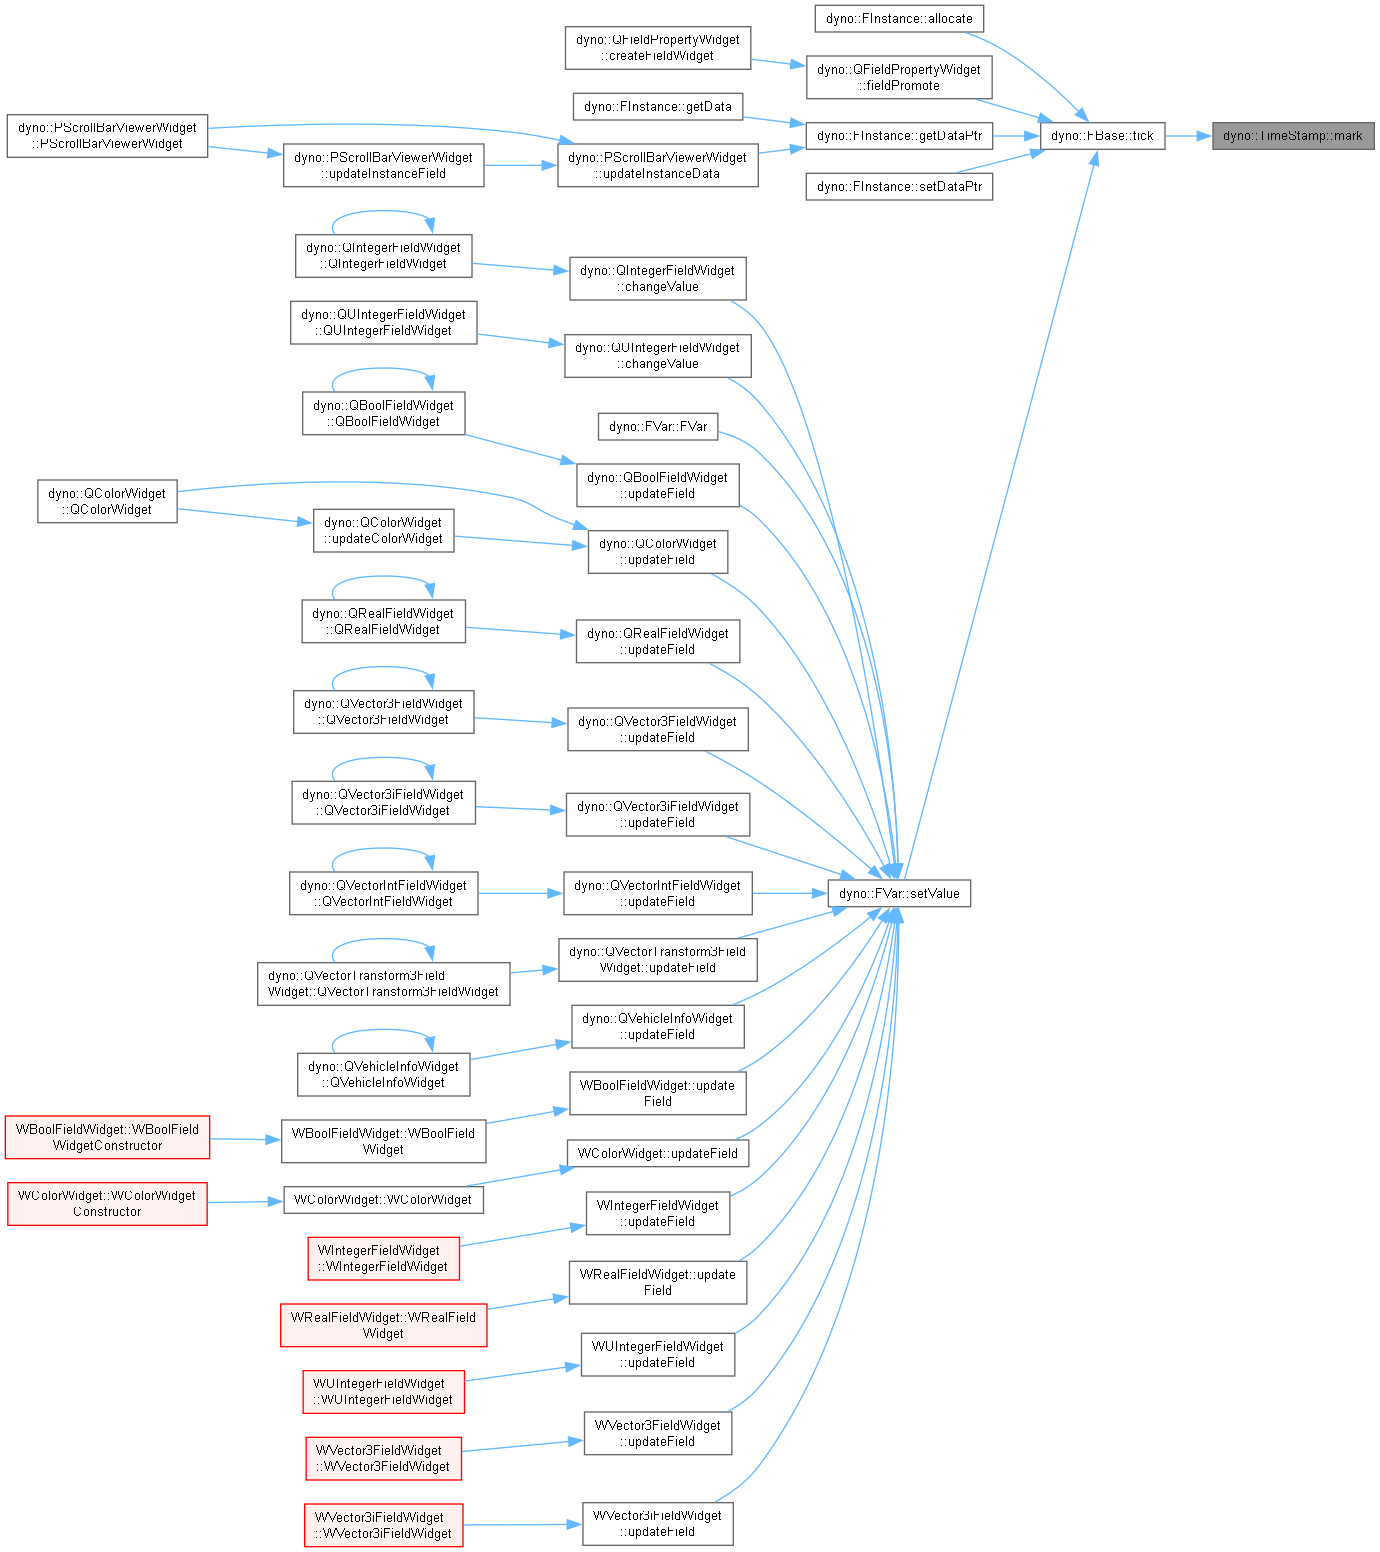 dyno::FInstance::allocate
dyno::QFieldPropertyWidget
::createFieldWidget
dyno::QFieldPropertyWidget
::fieldPromote
dyno::FInstance::getData
dyno::PScrollBarViewerWidget
::PScrollBarViewerWidget
dyno::FInstance::getDataPtr
dyno::FBase::tick
dyno::TimeStamp::mark
dyno::PScrollBarViewerWidget
::updateInstanceField
dyno::PScrollBarViewerWidget
::updateInstanceData
dyno::FInstance::setDataPtr
dyno::QIntegerFieldWidget
::QIntegerFieldWidget
dyno::QIntegerFieldWidget
::changeValue
dyno::QUIntegerFieldWidget
::QUIntegerFieldWidget
dyno::QUIntegerFieldWidget
::changeValue
dyno::QBoolFieldWidget
::QBoolFieldWidget
dyno::FVar::FVar
dyno::QBoolFieldWidget
::updateField
dyno::QColorWidget
::QColorWidget
dyno::QColorWidget
::updateColorWidget
dyno::QColorWidget
::updateField
dyno::QRealFieldWidget
::QRealFieldWidget
dyno::QRealFieldWidget
::updateField
dyno::QVector3FieldWidget
::QVector3FieldWidget
dyno::QVector3FieldWidget
::updateField
dyno::QVector3iFieldWidget
::QVector3iFieldWidget
dyno::QVector3iFieldWidget
::updateField
dyno::QVectorIntFieldWidget
::QVectorIntFieldWidget
dyno::QVectorIntFieldWidget
::updateField
dyno::FVar::setValue
dyno::QVectorTransform3Field
Widget::QVectorTransform3FieldWidget
dyno::QVectorTransform3Field
Widget::updateField
dyno::QVehicleInfoWidget
::QVehicleInfoWidget
dyno::QVehicleInfoWidget
::updateField
WBoolFieldWidget::update
Field
WBoolFieldWidget::WBoolField
WidgetConstructor
WBoolFieldWidget::WBoolField
Widget
WColorWidget::updateField
WColorWidget::WColorWidget
Constructor
WColorWidget::WColorWidget
WIntegerFieldWidget
::updateField
WIntegerFieldWidget
::WIntegerFieldWidget
WRealFieldWidget::update
Field
WRealFieldWidget::WRealField
Widget
WUIntegerFieldWidget
::updateField
WUIntegerFieldWidget
::WUIntegerFieldWidget
WVector3FieldWidget
::updateField
WVector3FieldWidget
::WVector3FieldWidget
WVector3iFieldWidget
::updateField
WVector3iFieldWidget
::WVector3iFieldWidget